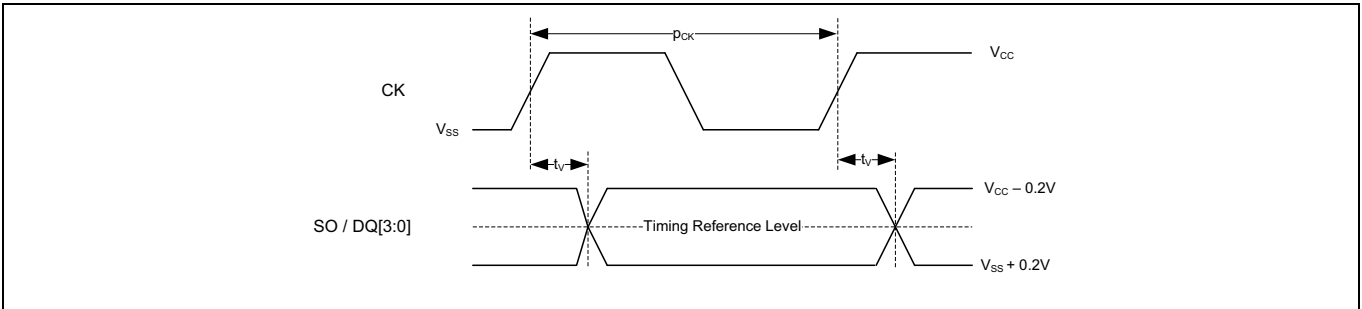 pCK
VCC
CK
VSS
tV
tV
VCC – 0.2V
SO / DQ[3:0]
Timing Reference Level
VSS + 0.2V